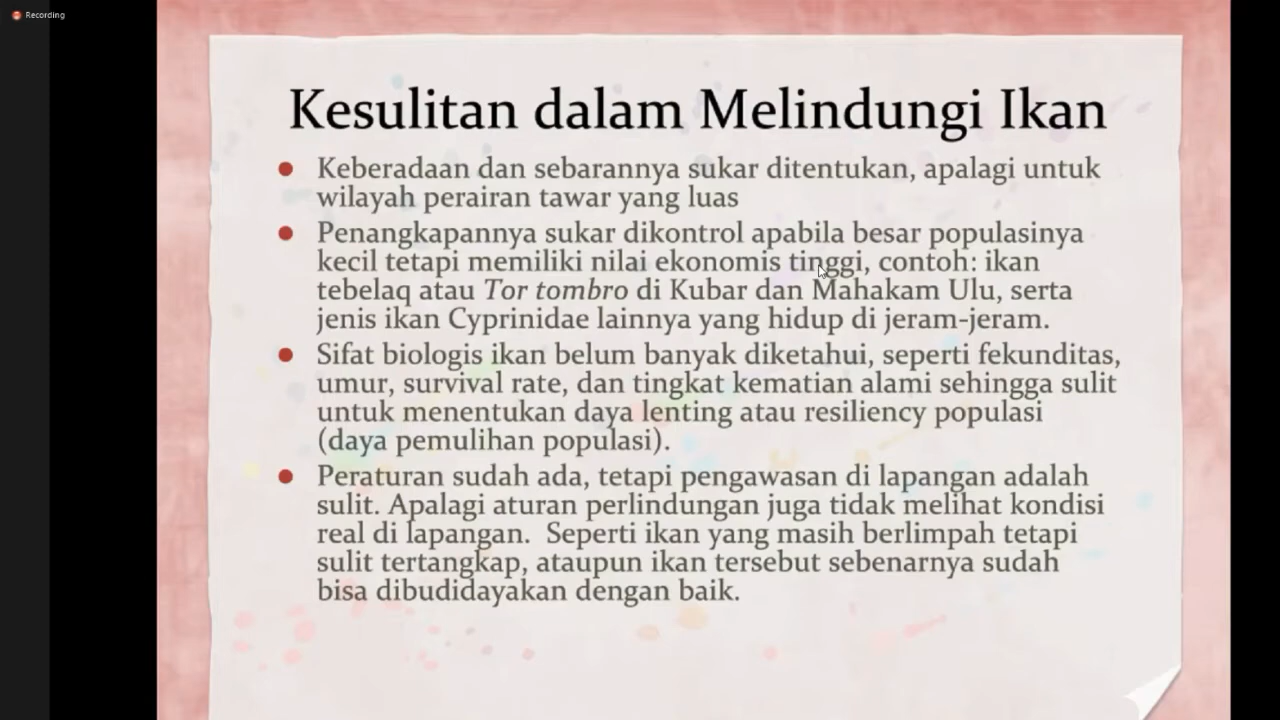 Recording
Kesulitan dalam Melindungi Ikan
Keberadaan dan sebarannya sukar ditentukan, apalagi untuk
wilayah perairan tawar yang luas
Penangkapannya sukar dikontrol apabila besar populasinya
kecil tetapi memiliki nilai ekonomis tinggi, contoh: ikan
tebelaq atau Tor tombro di Kubar dan Mahakam Ulu, serta
jenis ikan Cyprinidae lainnya yang hidup di jeram-jeram.
Sifat biologis ikan belum banyak diketahui, seperti fekunditas,
umur, survival rate, dan tingkat kematian alami sehingga sulit
untuk menentukan daya lenting atau resiliency populasi
(daya pemulihan populasi).
Peraturan sudah ada, tetapi pengawasan di lapangan adalah
sulit. Apalagi aturan perlindungan juga tidak melihat kondisi
real di lapangan.  Seperti ikan yang masih berlimpah tetapi
sulit tertangkap, ataupun ikan tersebut sebenarnya sudah
bisa dibudidayakan dengan baik.